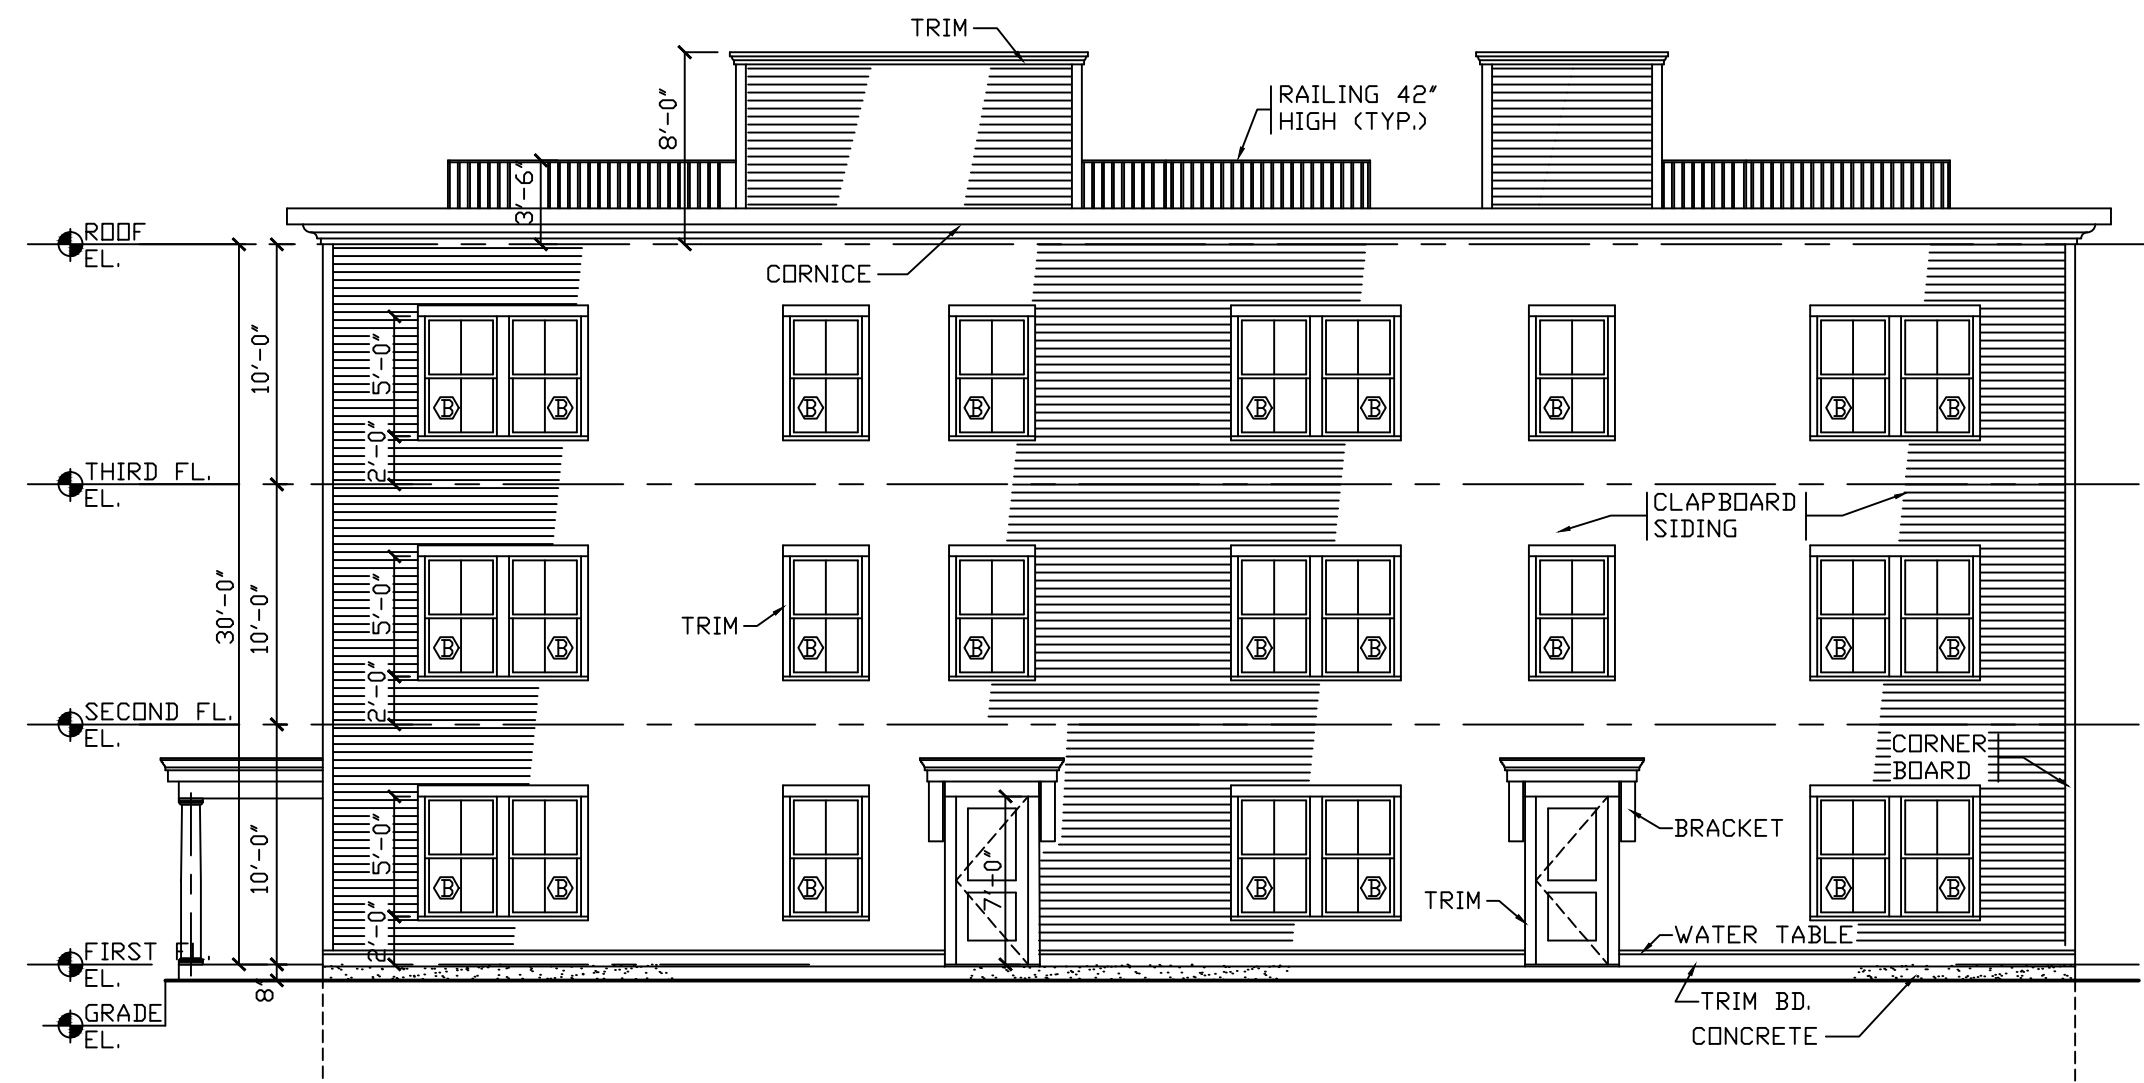 TRIM
8'-0"
RAILING 42"
HIGH (TYP.)
3'-6"
ROOF
EL.
CORNICE
10'-0"
5'-0"
B B B B B B B B B
2'-0"
THIRD FL.
EL.
CLAPBOARD
SIDING
30'-0"
10'-0"
5'-0"
TRIM
B B B B B B B B B
2'-0"
SECOND FL.
EL.
CORNER
BOARD
10'-0"
5'-0"
7'-0"
BRACKET
B B B B B B B
TRIM
2'-0"
WATER TABLE
FIRST FL.
EL.
8'
TRIM BD.
GRADE
EL.
CONCRETE